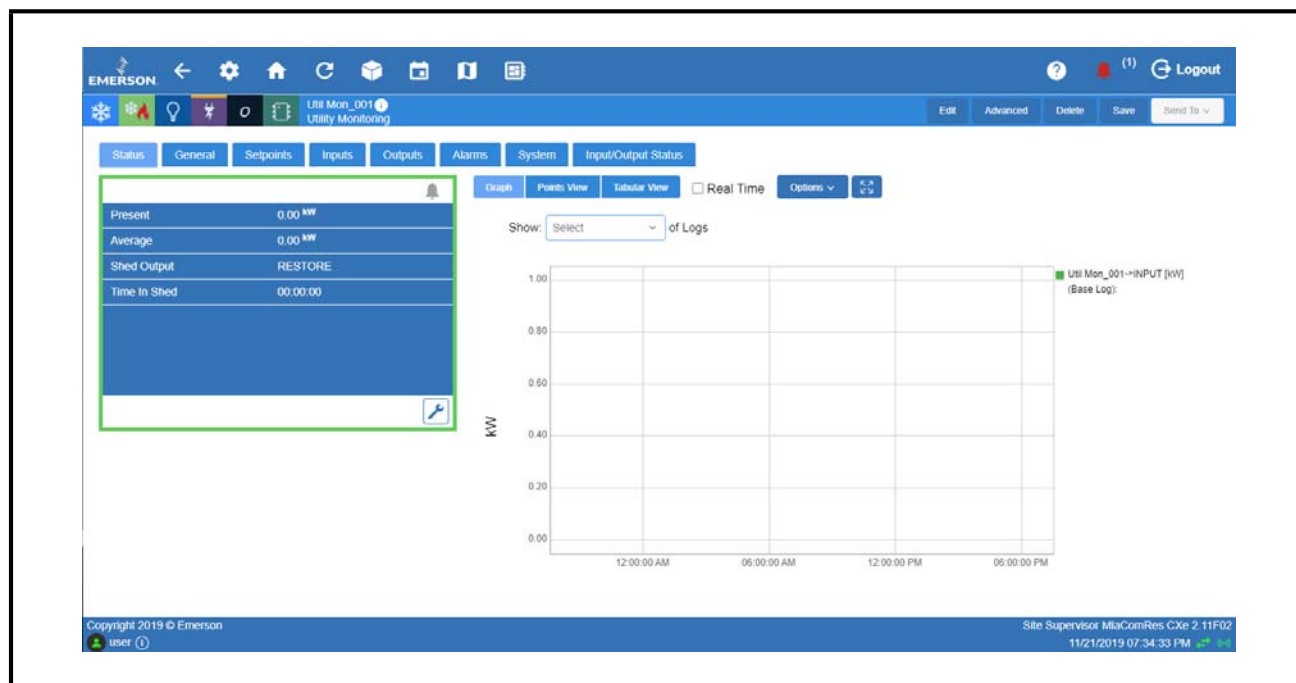 EMERSON
(1)
Logout
o
Util Mon_001
Utility Monitoring
Edit
Advanced
Delete
Save
Send To
Status
General
Setpoints
Inputs
Outputs
Alarms
System
Input/Output Status
Present 0.00 kW
Average 0.00 kW
Shed Output RESTORE
Time In Shed 00:00:00
Graph
Points View
Tabular View
Real Time
Options
Show: Select of Logs
1.00
0.80
0.60
0.40
0.20
0.00
kW
12:00:00 AM
06:00:00 AM
12:00:00 PM
06:00:00 PM
Util Mon_001->INPUT [kW]
(Base Log):
Copyright 2019 © Emerson
user
Site Supervisor MiaComRes CXe 2.11F02
11/21/2019 07:34:33 PM